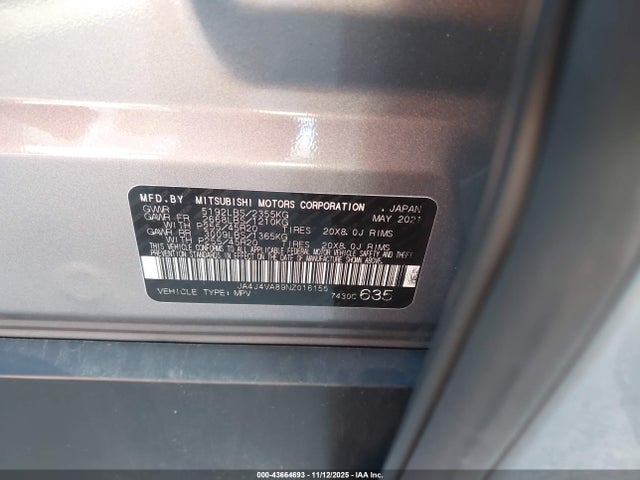 MFD.BY MITSUBISHI MOTORS CORPORATION , JAPAN
GVWR 5192LBS/2355KG MAY 2021
GAWR FR 2668LBS/1210KG
WITH P255/45R20 TIRES 20X8.0J RIMS
GAWR RR 3009LBS/1365KG
WITH P255/45R20 TIRES 20X8.0J RIMS
THIS VEHICLE CONFORMS TO ALL APPLICABLE FEDERAL MOTOR
VEHICLE SAFETY AND THEFT PREVENTION STANDARDS IN EFFECT
ON THE DATE OF MANUFACTURE SHOWN ABOVE.
JA4J4VA89NZ016155
VEHICLE TYPE: MPV 7430C 635
000-43664693 - 11/12/2025 - IAA Corp.